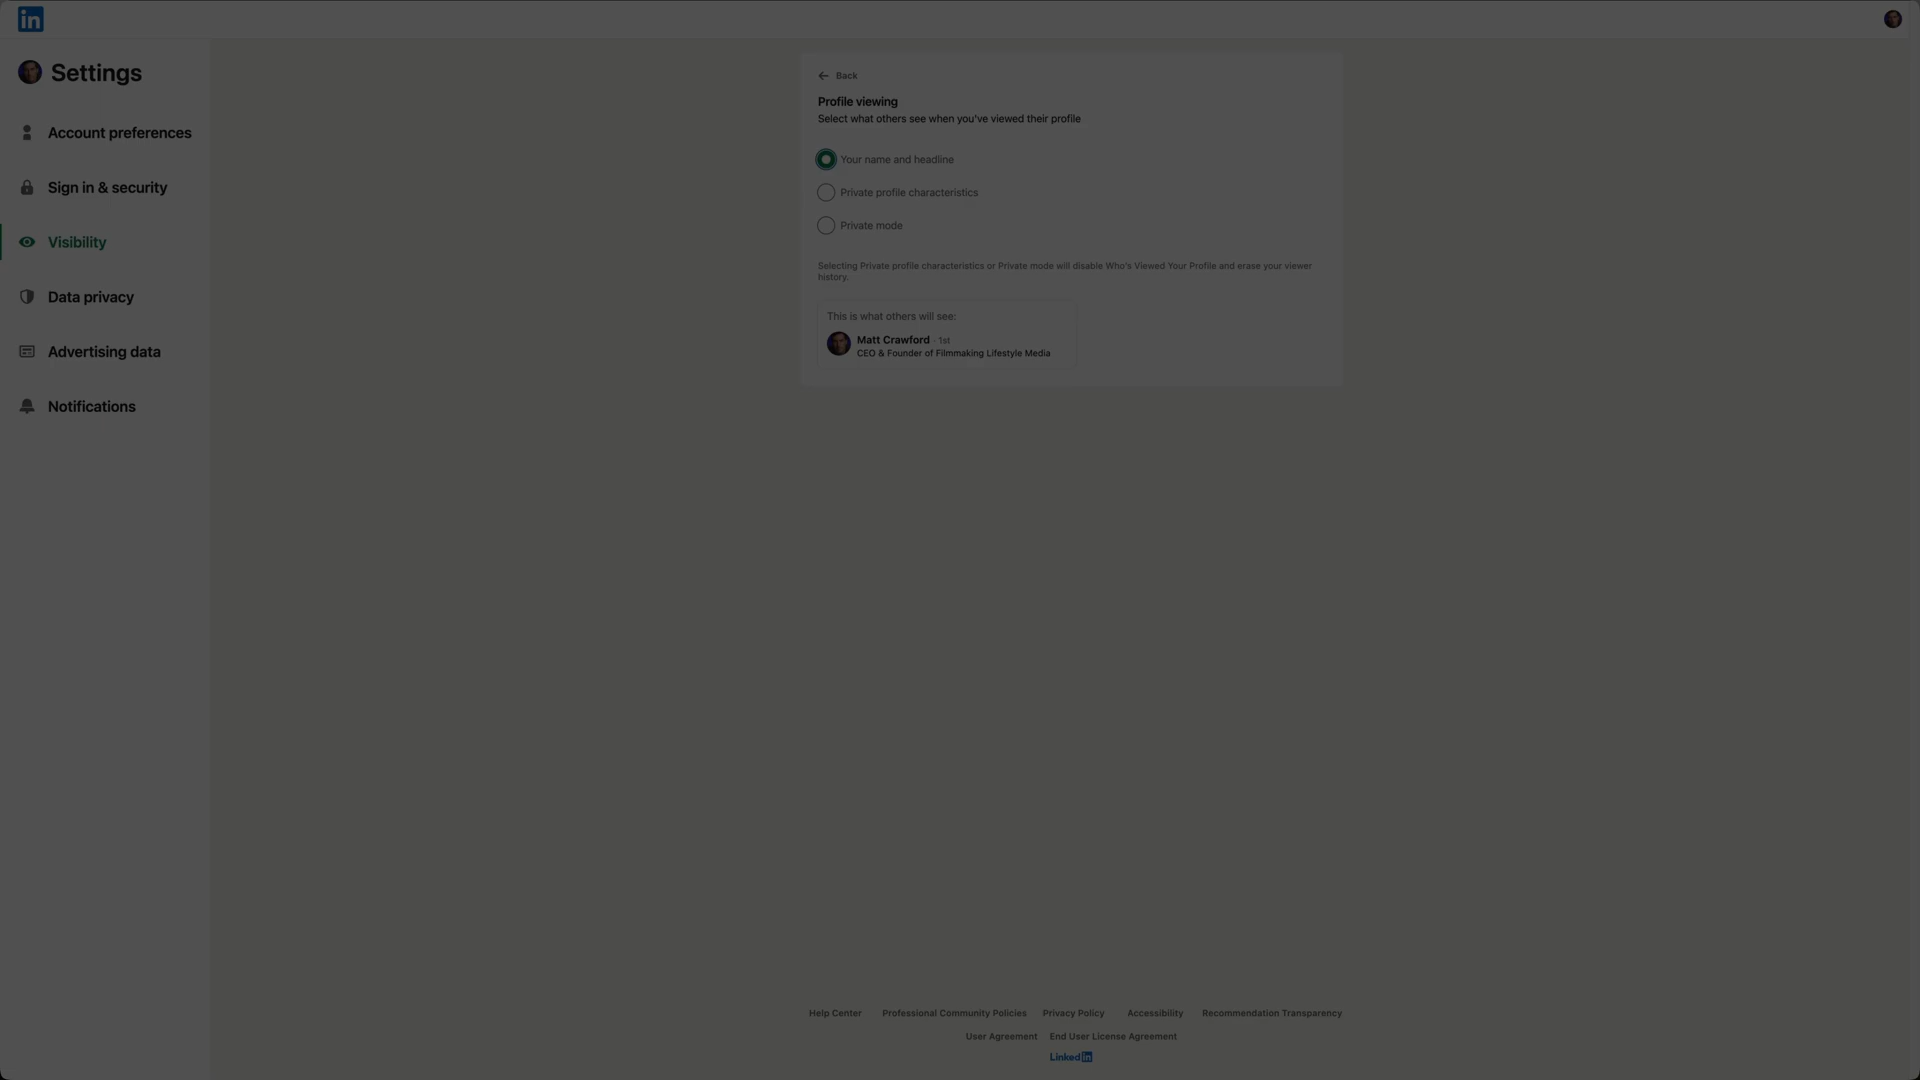 in
Settings
Account preferences
Sign in & security
Visibility
Data privacy
Advertising data
Notifications
Back
Profile viewing
Select what others see when you've viewed their profile
Your name and headline
Private profile characteristics
Private mode
Selecting Private profile characteristics or Private mode will disable Who's Viewed Your Profile and erase your viewer
history.
This is what others will see:
Matt Crawford · 1st
CEO & Founder of Filmmaking Lifestyle Media
Help Center Professional Community Policies Privacy Policy Accessibility Recommendation Transparency
User Agreement End User License Agreement
Linkedin